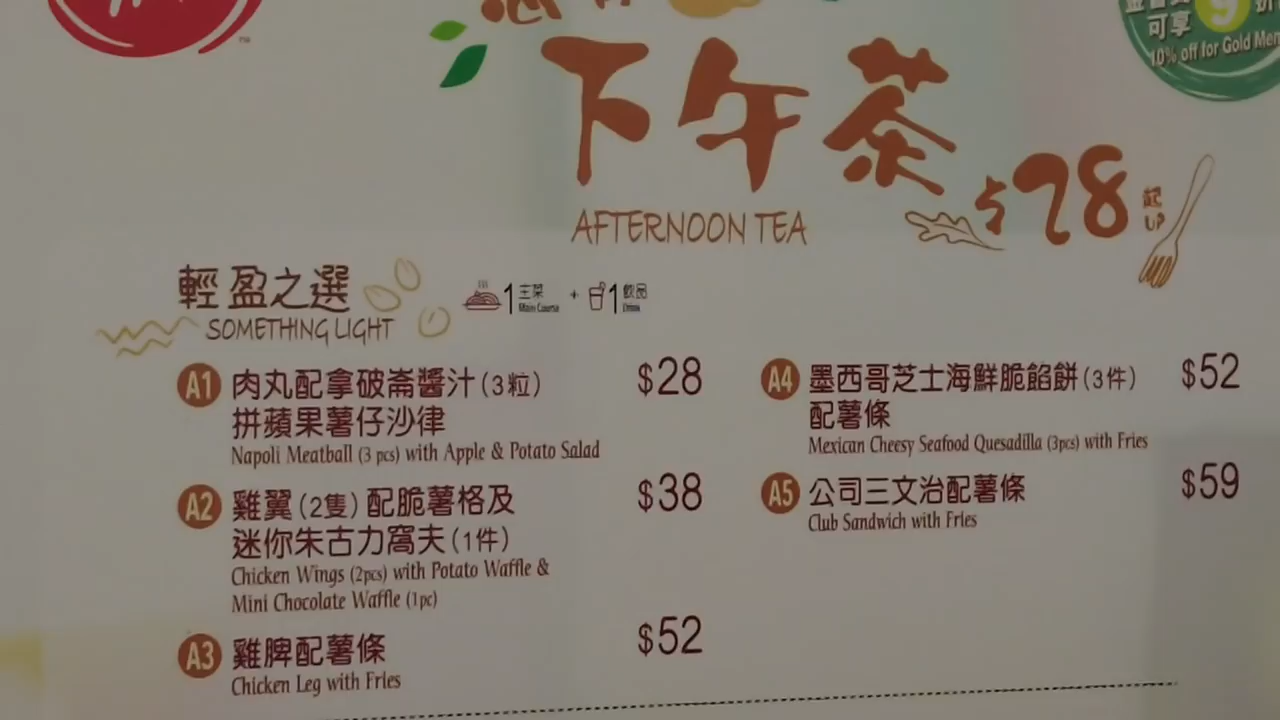 可享 9 折
10% off for Gold Mem
下午茶
AFTERNOON TEA
$28 起 UP
輕盈之選
SOMETHING LIGHT
1 主菜 Main Course + 1 飲品 Drink
A1 肉丸配拿破崙醬汁(3粒) $28
拼蘋果薯仔沙律
Napoli Meatball (3 pcs) with Apple & Potato Salad
A2 雞翼(2隻)配脆薯格及 $38
迷你朱古力窩夫(1件)
Chicken Wings (2pcs) with Potato Waffle &
Mini Chocolate Waffle (1pc)
A3 雞脾配薯條 $52
Chicken Leg with Fries
A4 墨西哥芝士海鮮脆餡餅(3件) $52
配薯條
Mexican Cheesy Seafood Quesadilla (3pcs) with Fries
A5 公司三文治配薯條 $59
Club Sandwich with Fries